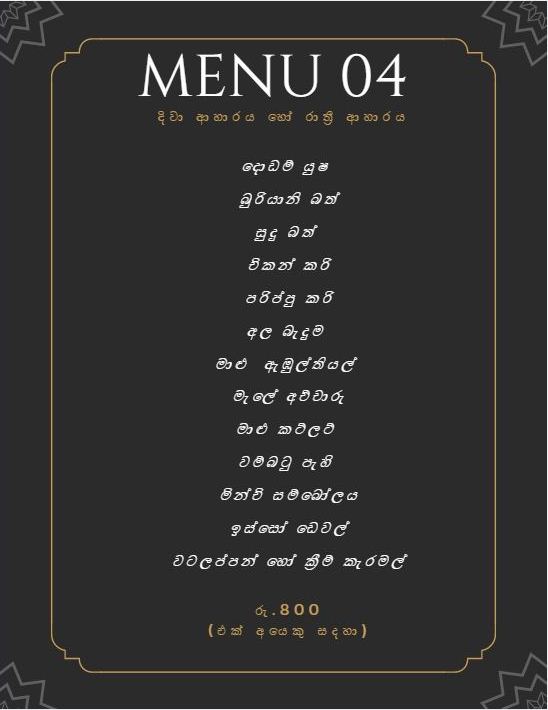 MENU 04
දිවා ආහාරය හෝ රාත්‍රී ආහාරය
දොඩම් යුෂ
බුරියානි බත්
සුදු බත්
චිකන් කරි
පරිප්පු කරි
අල බැදුම
මාළු ඇඹුල්තියල්
මැලේ අච්චාරු
මාළු කට්ලට්
වම්බටු පැහි
මින්චි සම්බෝලය
ඉස්සෝ ඩෙවල්
වටලප්පන් හෝ ක්‍රීම් කැරමල්
රු.800
(එක් අයෙකු සදහා)